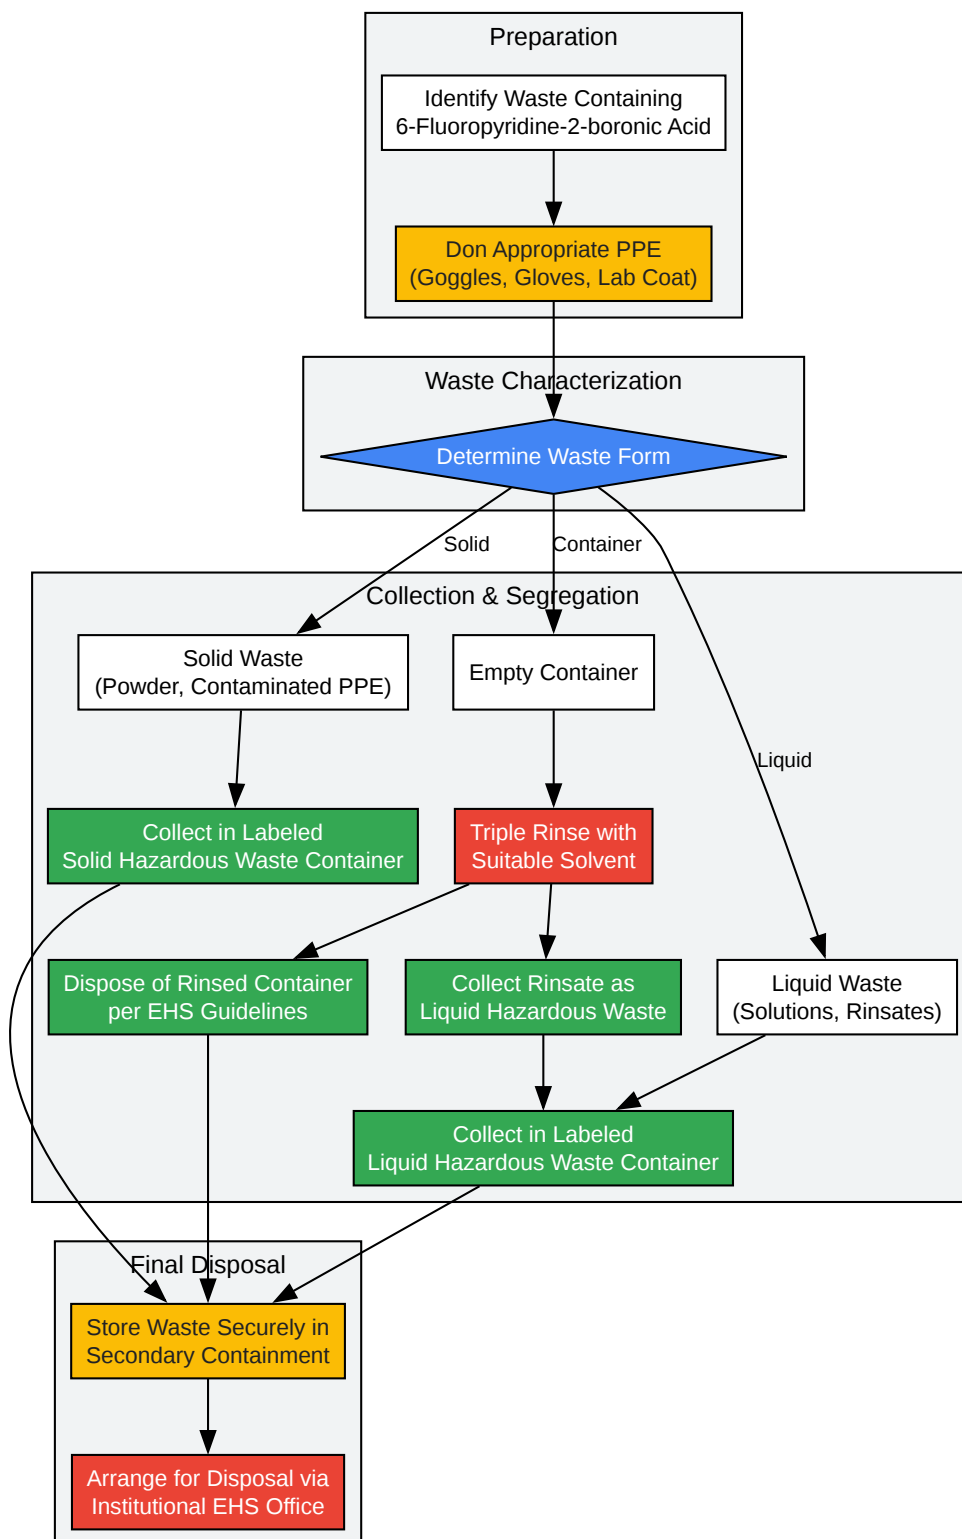 Preparation
Identify Waste Containing
6-Fluoropyridine-2-boronic Acid
Don Appropriate PPE
(Goggles, Gloves, Lab Coat)
Waste Characterization
Determine Waste Form
Solid
Container
Liquid
Collection & Segregation
Solid Waste
(Powder, Contaminated PPE)
Empty Container
Collect in Labeled
Solid Hazardous Waste Container
Triple Rinse with
Suitable Solvent
Dispose of Rinsed Container
per EHS Guidelines
Collect Rinsate as
Liquid Hazardous Waste
Liquid Waste
(Solutions, Rinsates)
Collect in Labeled
Liquid Hazardous Waste Container
Final Disposal
Store Waste Securely in
Secondary Containment
Arrange for Disposal via
Institutional EHS Office